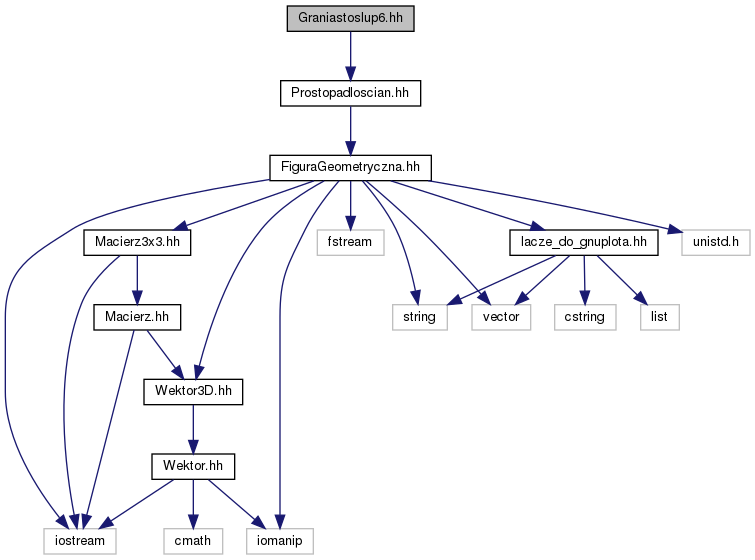 Graniastoslup6.hh
Prostopadloscian.hh
FiguraGeometryczna.hh
Macierz3x3.hh
fstream
lacze_do_gnuplota.hh
unistd.h
Macierz.hh
string
vector
cstring
list
Wektor3D.hh
Wektor.hh
iostream
cmath
iomanip